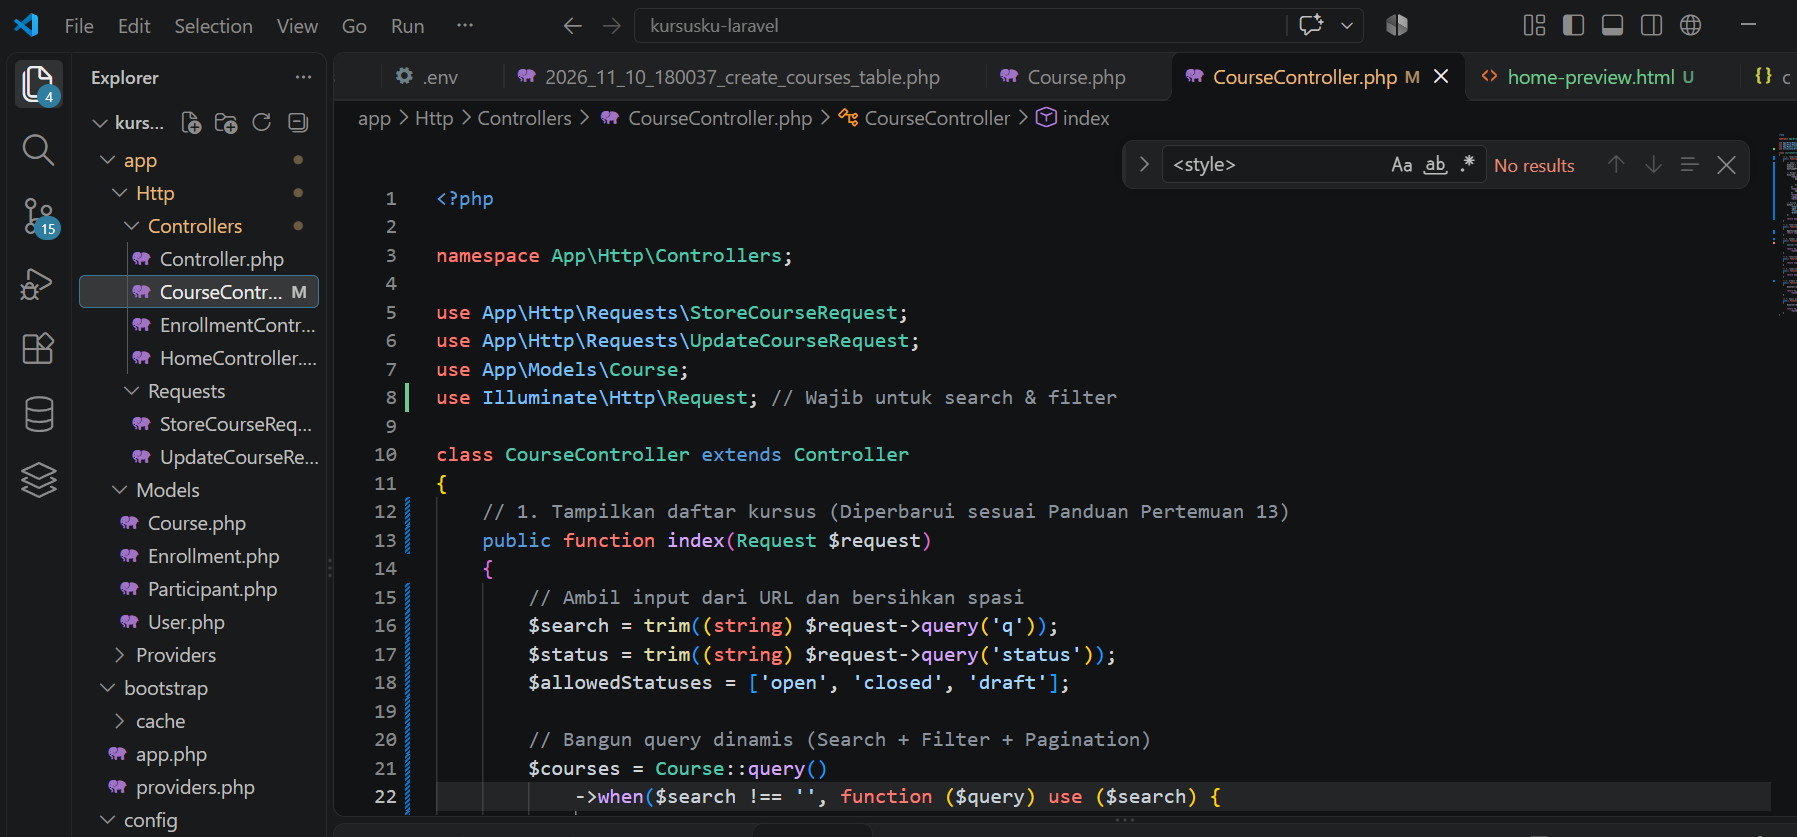 File Edit Selection View Go Run ··· kursusku-laravel
Explorer ···
4
kurs...
15
app
Http
Controllers
Controller.php
CourseContr... M
EnrollmentContr...
HomeController....
Requests
StoreCourseReq...
UpdateCourseRe...
Models
Course.php
Enrollment.php
Participant.php
User.php
Providers
bootstrap
cache
app.php
providers.php
config
.env 2026_11_10_180037_create_courses_table.php Course.php CourseController.php M home-preview.html U {} c
app > Http > Controllers > CourseController.php > CourseController > index
<style> Aa ab .* No results
1 <?php
2
3 namespace App\Http\Controllers;
4
5 use App\Http\Requests\StoreCourseRequest;
6 use App\Http\Requests\UpdateCourseRequest;
7 use App\Models\Course;
8 use Illuminate\Http\Request; // Wajib untuk search & filter
9
10 class CourseController extends Controller
11 {
12 // 1. Tampilkan daftar kursus (Diperbarui sesuai Panduan Pertemuan 13)
13 public function index(Request $request)
14 {
15 // Ambil input dari URL dan bersihkan spasi
16 $search = trim((string) $request->query('q'));
17 $status = trim((string) $request->query('status'));
18 $allowedStatuses = ['open', 'closed', 'draft'];
19
20 // Bangun query dinamis (Search + Filter + Pagination)
21 $courses = Course::query()
22 ->when($search !== '', function ($query) use ($search) {